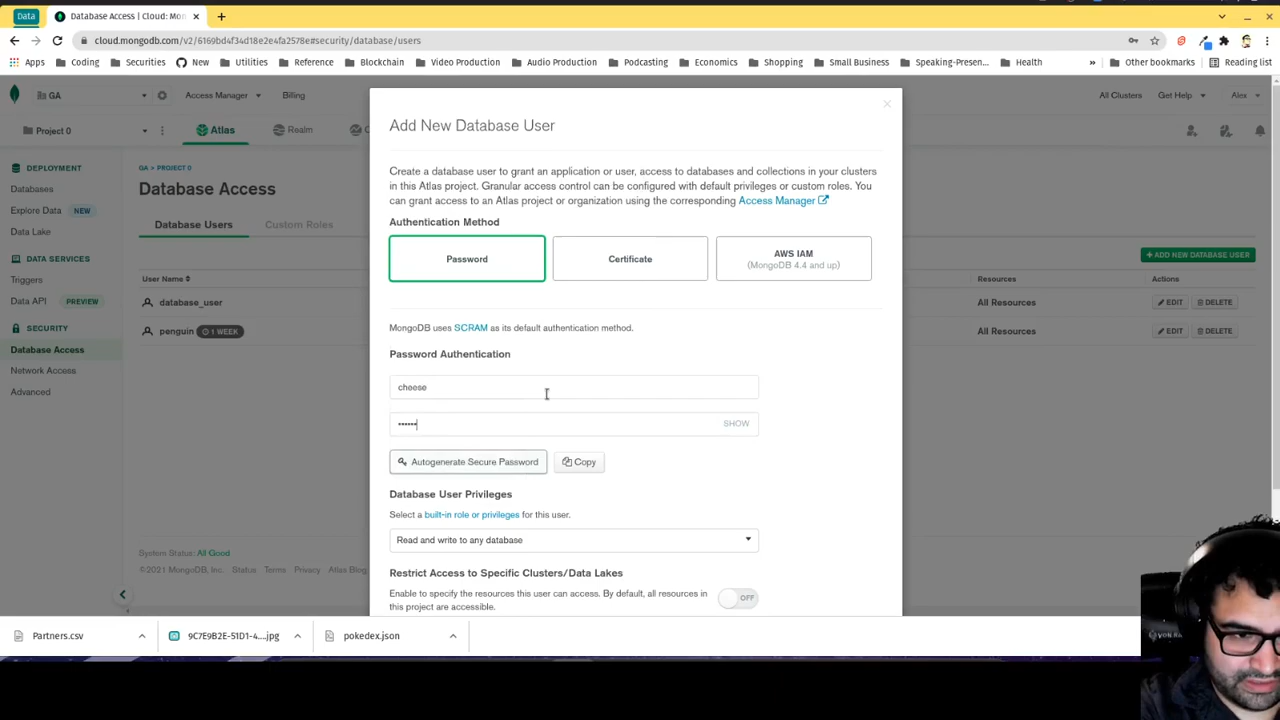 Data
Database Access | Cloud: Mon
cloud.mongodb.com/v2/6169bd4f34d18e2e4fa2578e#security/database/users
Apps Coding Securities New Utilities Reference Blockchain Video Production Audio Production Podcasting Economics Shopping Small Business Speaking-Presen... Health » Other bookmarks Reading list
GA Access Manager Billing All Clusters Get Help Alex
Project 0 Atlas Realm
Add New Database User
Create a database user to grant an application or user, access to databases and collections in your clusters
in this Atlas project. Granular access control can be configured with default privileges or custom roles. You
can grant access to an Atlas project or organization using the corresponding Access Manager
Authentication Method
Password Certificate AWS IAM
(MongoDB 4.4 and up)
MongoDB uses SCRAM as its default authentication method.
Password Authentication
cheese
•••••• SHOW
Autogenerate Secure Password Copy
Database User Privileges
Select a built-in role or privileges for this user.
Read and write to any database
Restrict Access to Specific Clusters/Data Lakes
Enable to specify the resources this user can access. By default, all resources in
this project are accessible.
OFF
DEPLOYMENT
Databases
Explore Data NEW
Data Lake
DATA SERVICES
Triggers
Data API PREVIEW
SECURITY
Database Access
Network Access
Advanced
GA > PROJECT 0
Database Access
Database Users Custom Roles
+ ADD NEW DATABASE USER
User Name Resources Actions
database_user All Resources EDIT DELETE
penguin 1 WEEK All Resources EDIT DELETE
System Status: All Good
©2021 MongoDB, Inc. Status Terms Privacy Atlas Blog
Partners.csv 9C7E9B2E-51D1-4....jpg pokedex.json